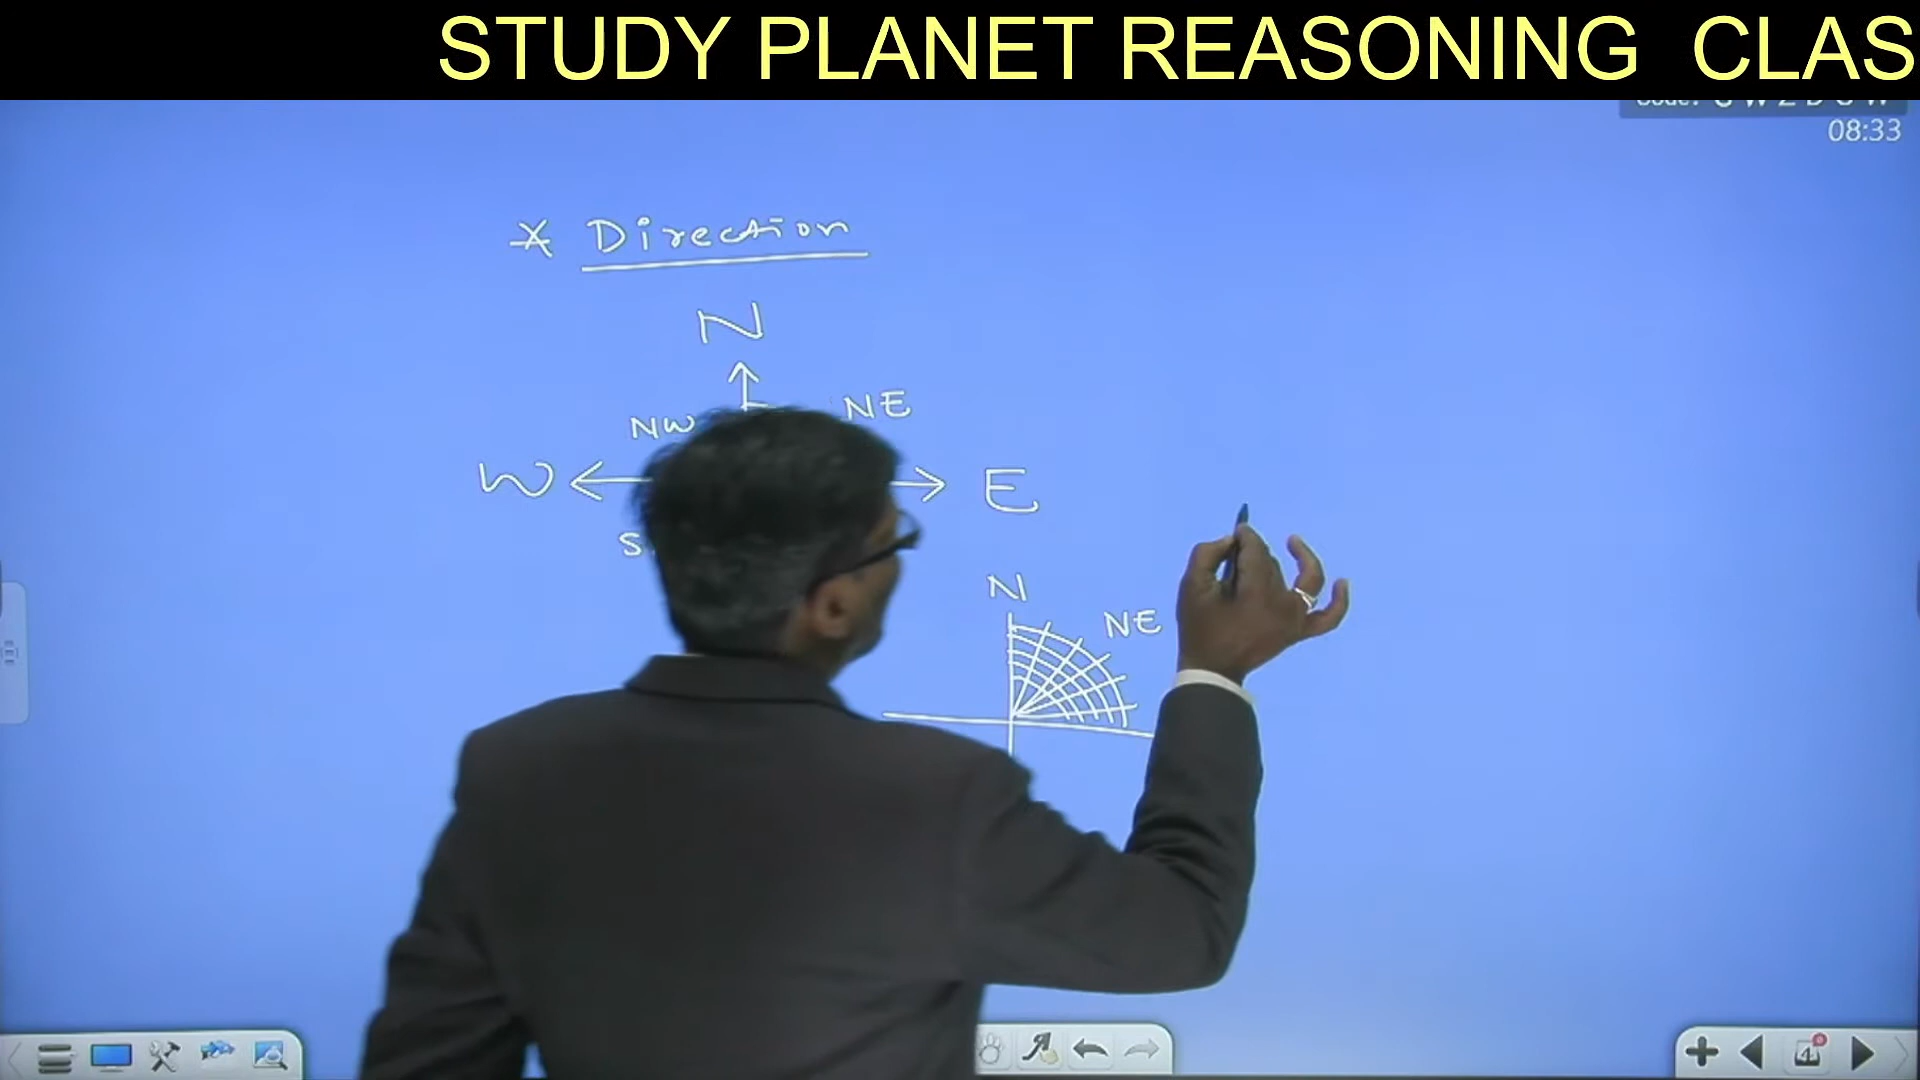 STUDY PLANET REASONING CLAS
08:33
* Direction
N
NW NE
W E
S
N
NE